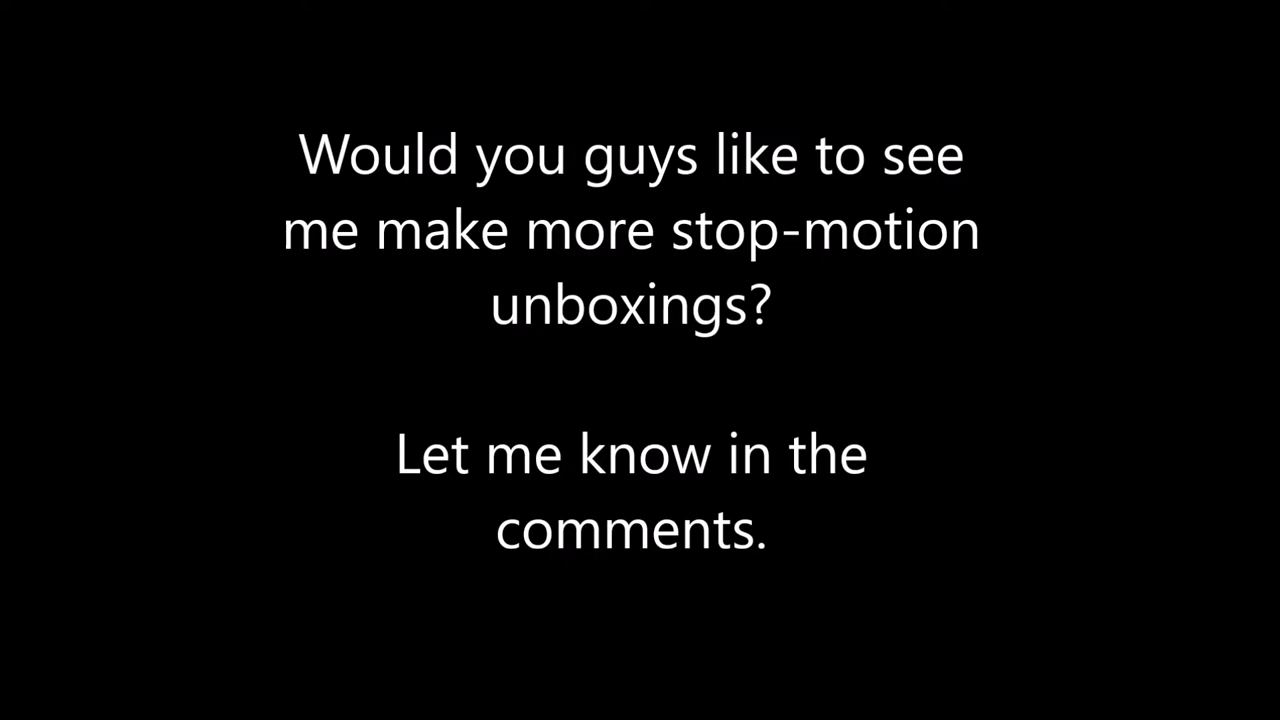 Would you guys like to see
me make more stop-motion
unboxings?
Let me know in the
comments.